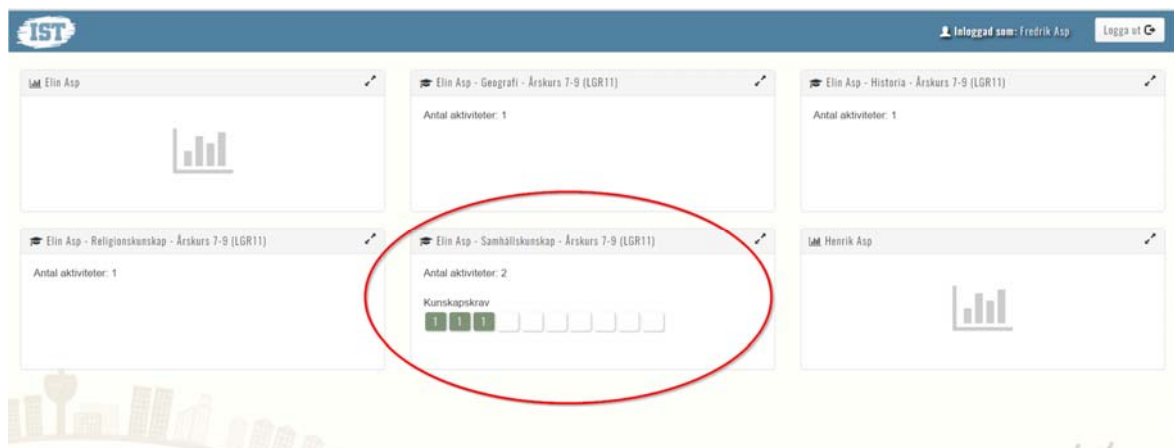 IST
Inloggad som: Fredrik Asp
Logga ut
Elin Asp
Elin Asp - Geografi - Årskurs 7-9 (LGR11)
Antal aktiviteter: 1
Elin Asp - Historia - Årskurs 7-9 (LGR11)
Antal aktiviteter: 1
Elin Asp - Religionskunskap - Årskurs 7-9 (LGR11)
Antal aktiviteter: 1
Elin Asp - Samhällskunskap - Årskurs 7-9 (LGR11)
Antal aktiviteter: 2
Kunskapskrav
1 1 1
Henrik Asp